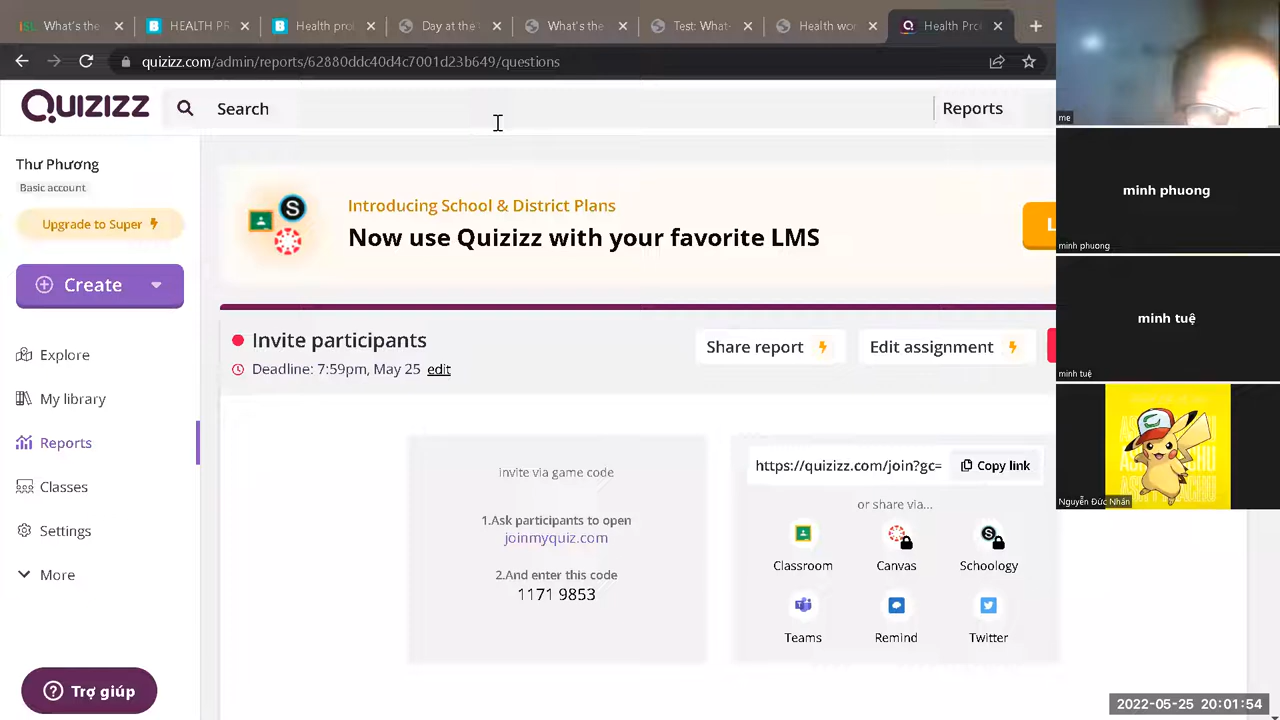 iSL
What's the
HEALTH PR
Health pro
Day at the
What's the
Test: What
Health wor
Health Pro
quizizz.com/admin/reports/62880ddc40d4c7001d23b649/questions
QUIZIZZ
Search
Reports
Thư Phương
Basic account
Upgrade to Super
Create
Explore
My library
Reports
Classes
Settings
More
Trợ giúp
Introducing School & District Plans
Now use Quizizz with your favorite LMS
L
Invite participants
Deadline: 7:59pm, May 25 edit
Share report
Edit assignment
Invite via game code
1.Ask participants to open
joinmyquiz.com
2.And enter this code
1171 9853
https://quizizz.com/join?gc=
Copy link
or share via...
Classroom
Canvas
Schoology
Teams
Remind
Twitter
me
minh phuong
minh phuong
minh tuệ
minh tuệ
Nguyễn Đức Nhẩn
2022-05-25 20:01:54